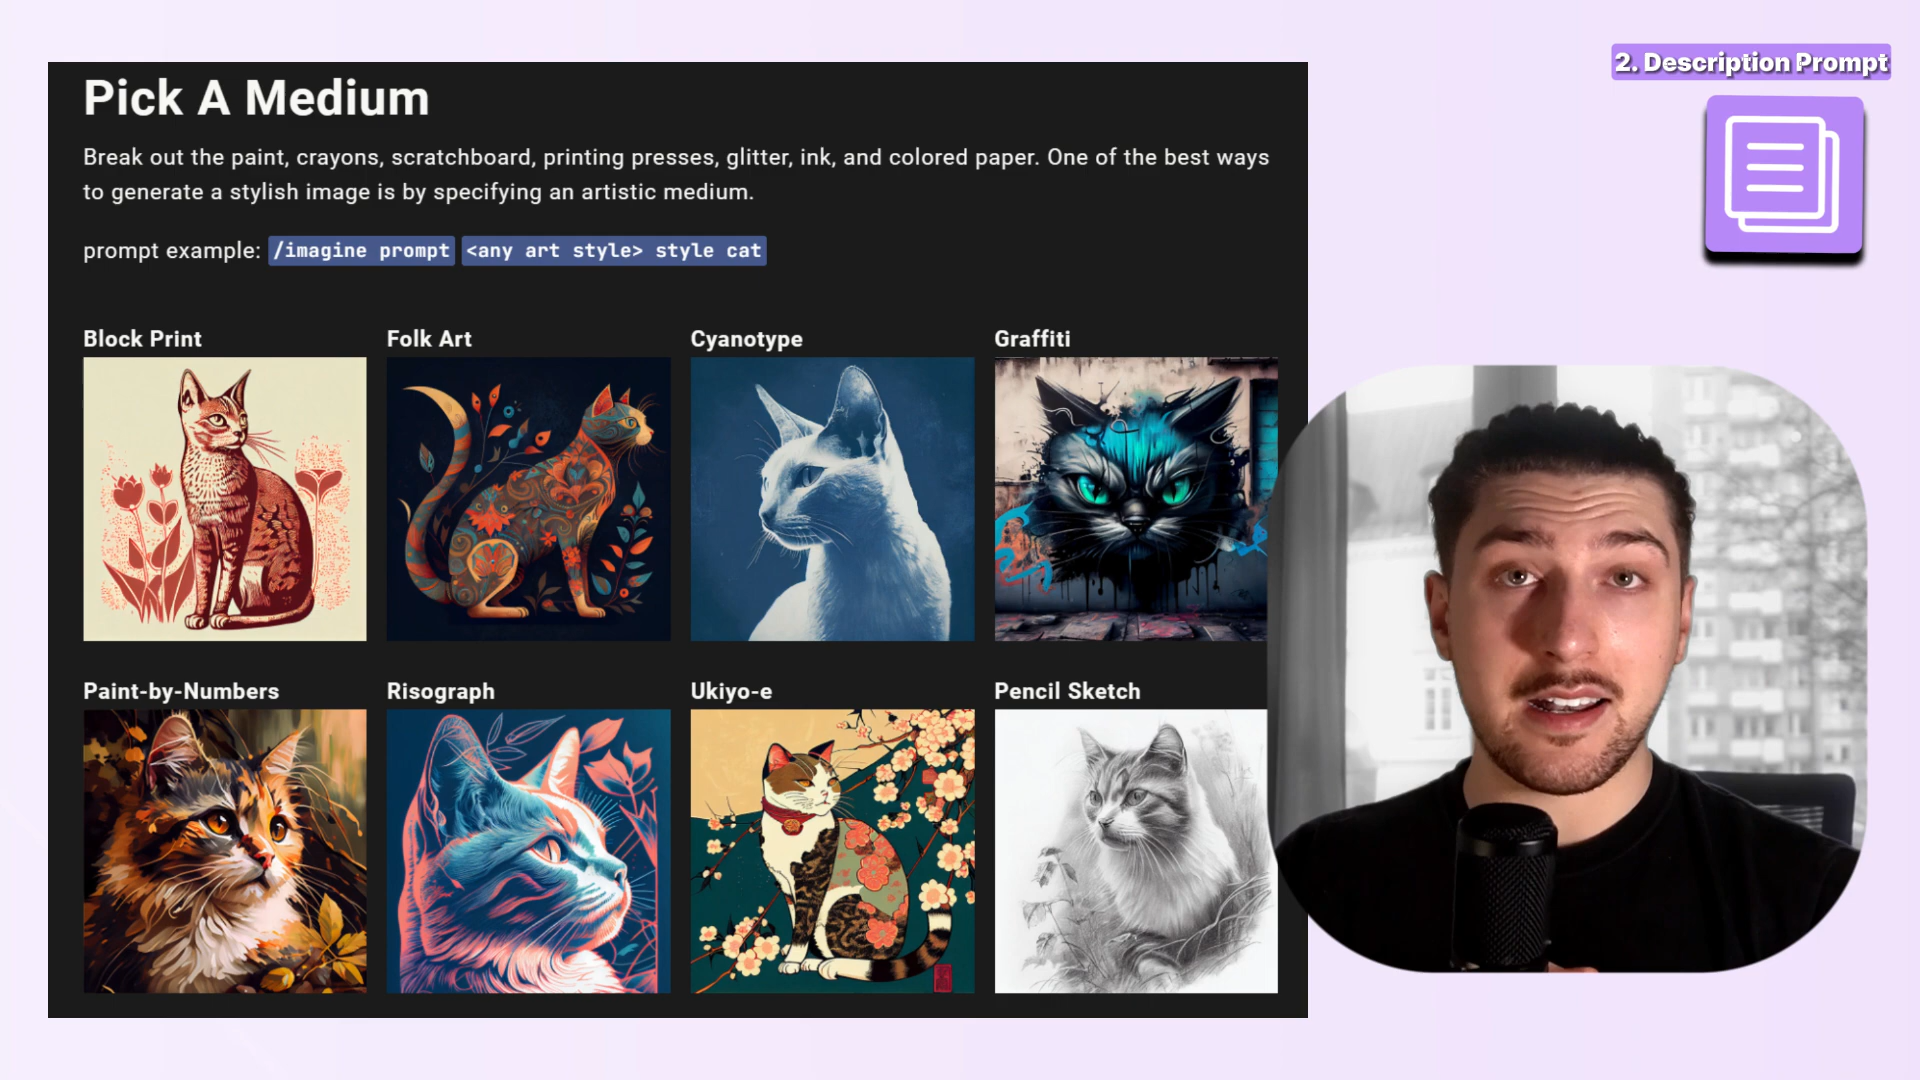 2. Description Prompt
Pick A Medium
Break out the paint, crayons, scratchboard, printing presses, glitter, ink, and colored paper. One of the best ways
to generate a stylish image is by specifying an artistic medium.
prompt example: /imagine prompt <any art style> style cat
Block Print
Folk Art
Cyanotype
Graffiti
Paint-by-Numbers
Risograph
Ukiyo-e
Pencil Sketch